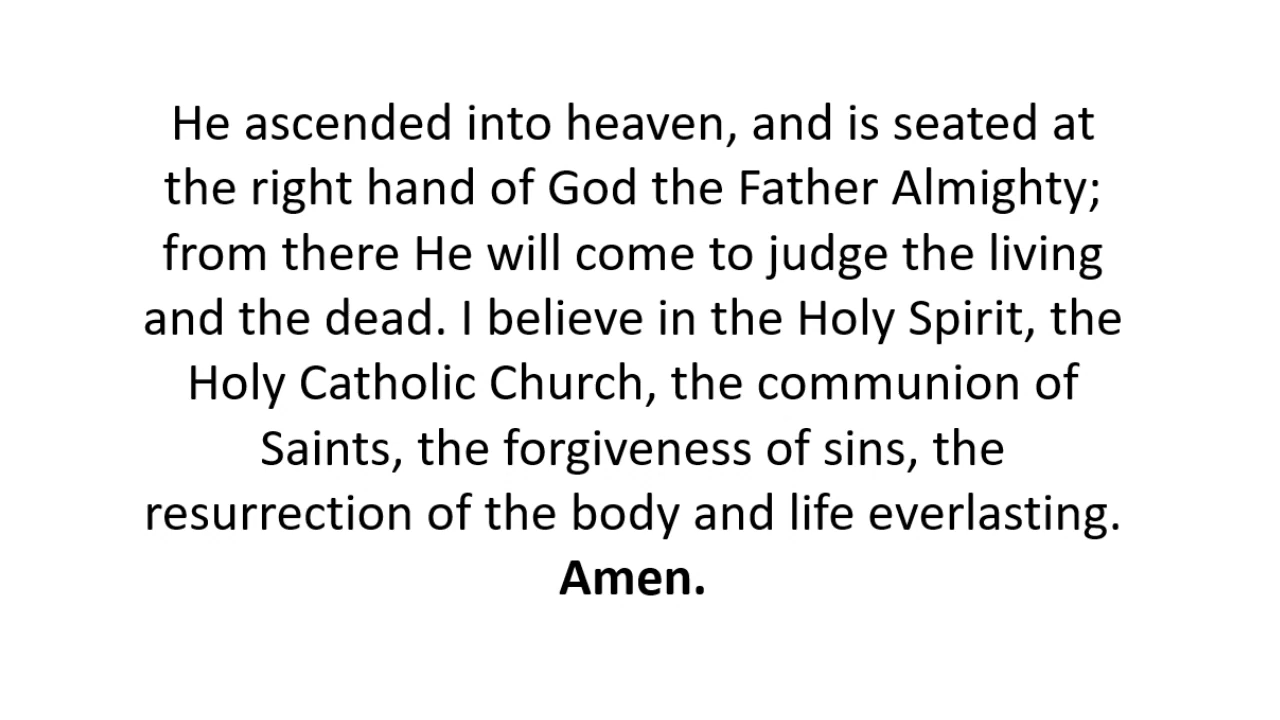 He ascended into heaven, and is seated at
the right hand of God the Father Almighty;
from there He will come to judge the living
and the dead. I believe in the Holy Spirit, the
Holy Catholic Church, the communion of
Saints, the forgiveness of sins, the
resurrection of the body and life everlasting.
Amen.